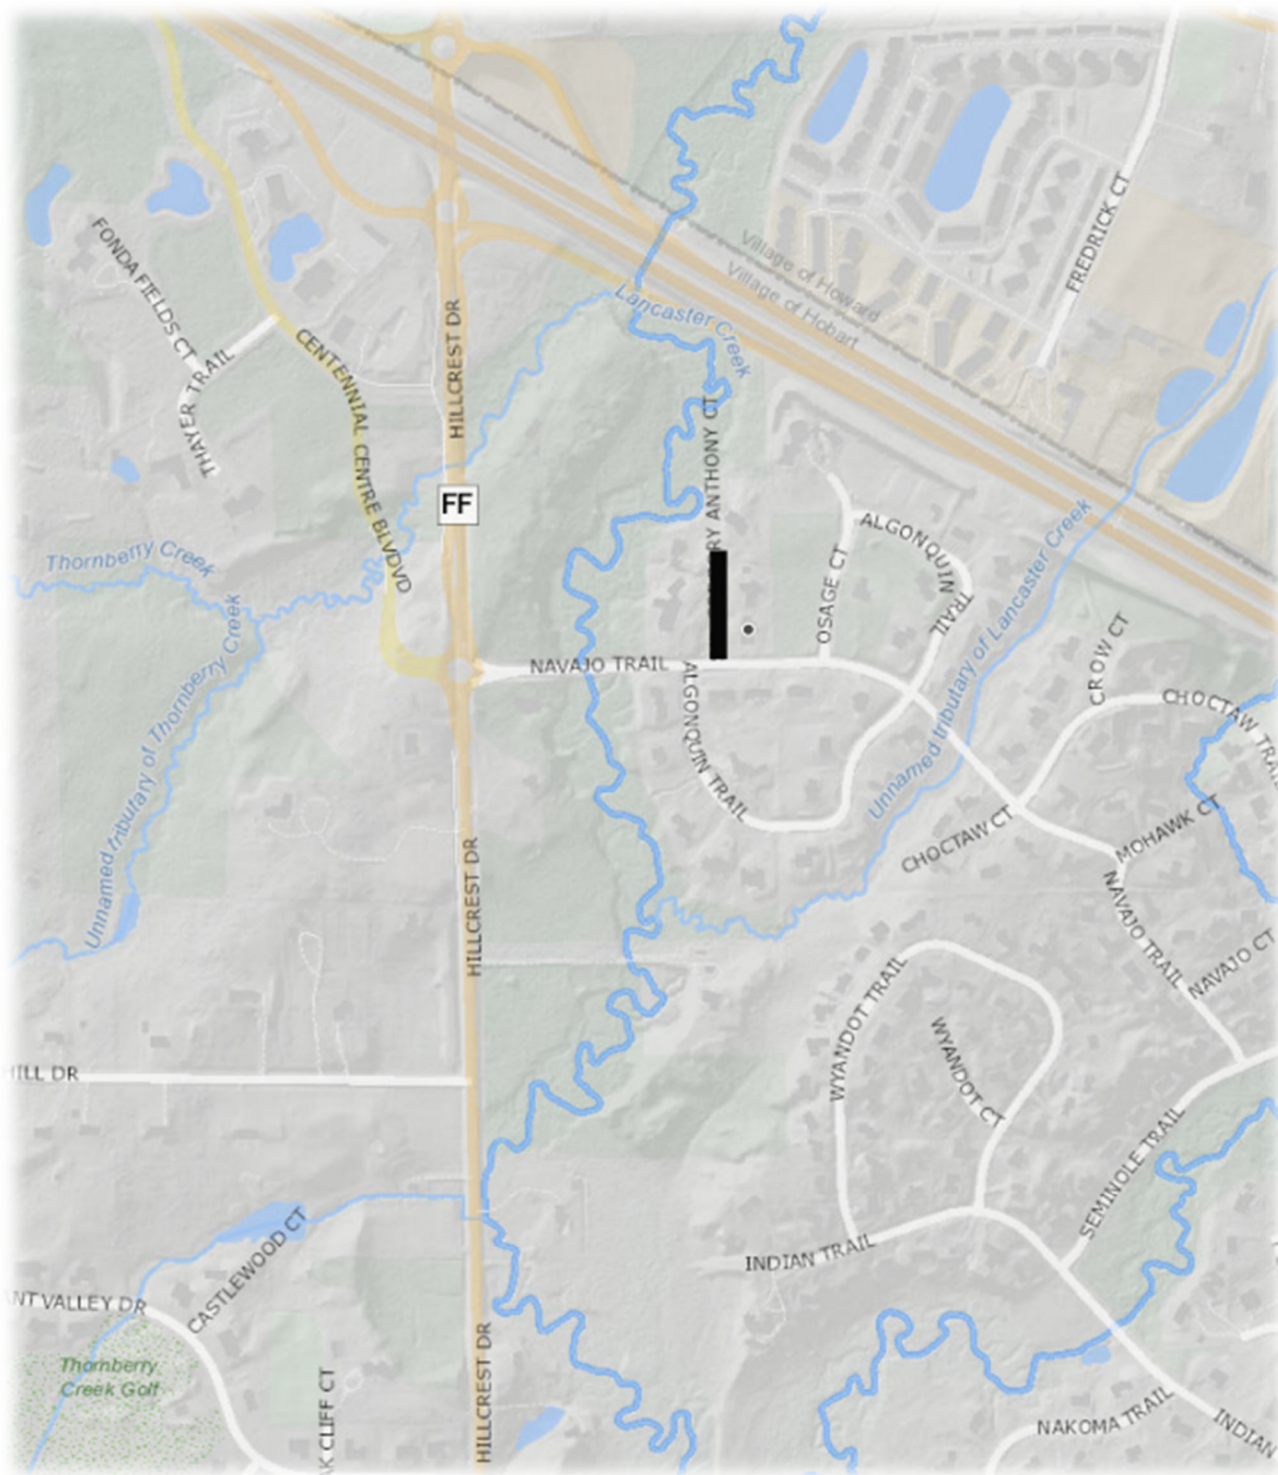 Village of Howard
Village of Hobart
FREDRICK CT
FONDA FIELDS CT
THAYER TRAIL
CENTENNIAL CENTRE BLVDVD
HILLCREST DR
Lancaster Creek
ANTHONY CT
FF
ALGONQUIN TRAIL
OSAGE CT
Thornberry Creek
Unnamed tributary of Thornberry Creek
Unnamed tributary of Lancaster Creek
NAVAJO TRAIL
ALGONQUIN TRAIL
CROW CT
CHOCTAW
CHOCTAW CT
MOHAWK CT
NAVAJO TRAIL
NAVAJO CT
HILLCREST DR
WYANDOT TRAIL
WYANDOT CT
HILL DR
SEMINOLE TRAIL
INDIAN TRAIL
CASTLEWOOD CT
VALLEY DR
Thornberry
Creek Golf
CLIFF CT
HILLCREST DR
NAKOMA TRAIL
INDIAN